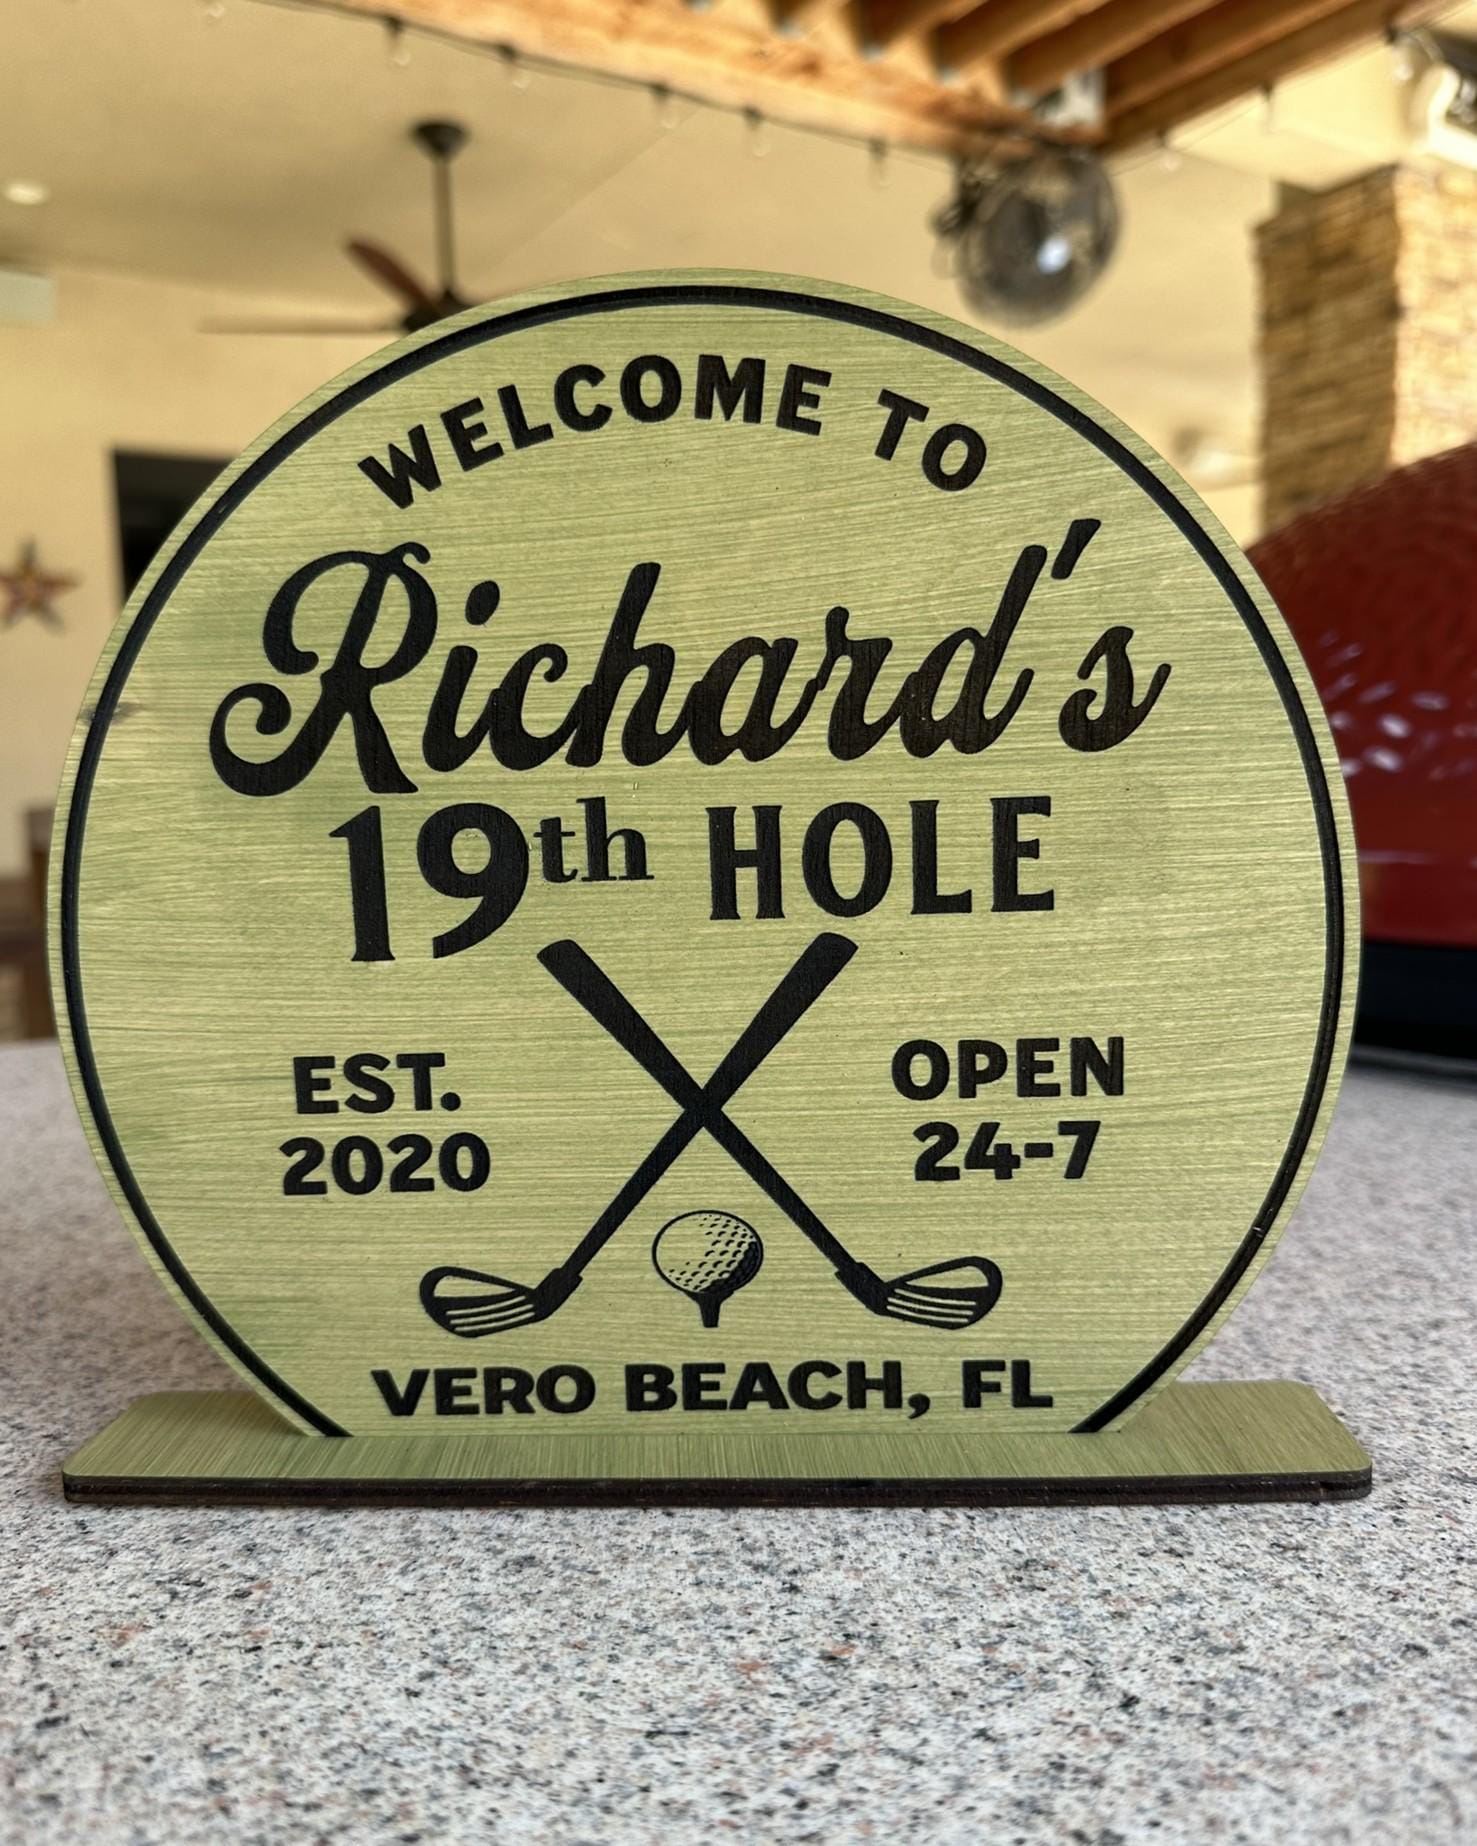 WELCOME TO
Richard's
19th HOLE
EST.
2020
OPEN
24-7
VERO BEACH, FL